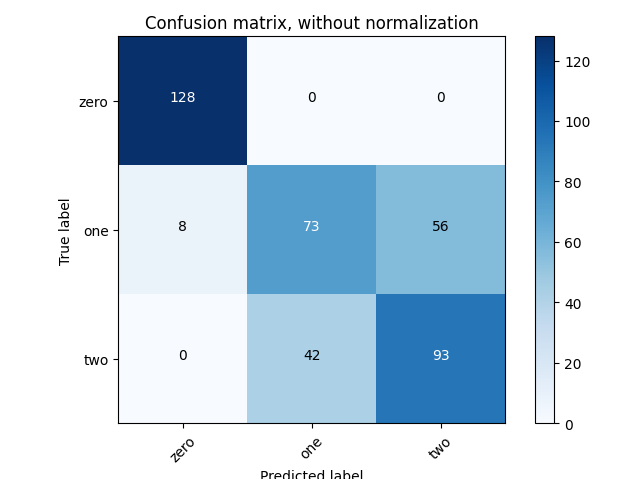 Confusion matrix, without normalization
zero 128 0 0
one 8 73 56
two 0 42 93
zero one two
True label
Predicted label
120
100
80
60
40
20
0